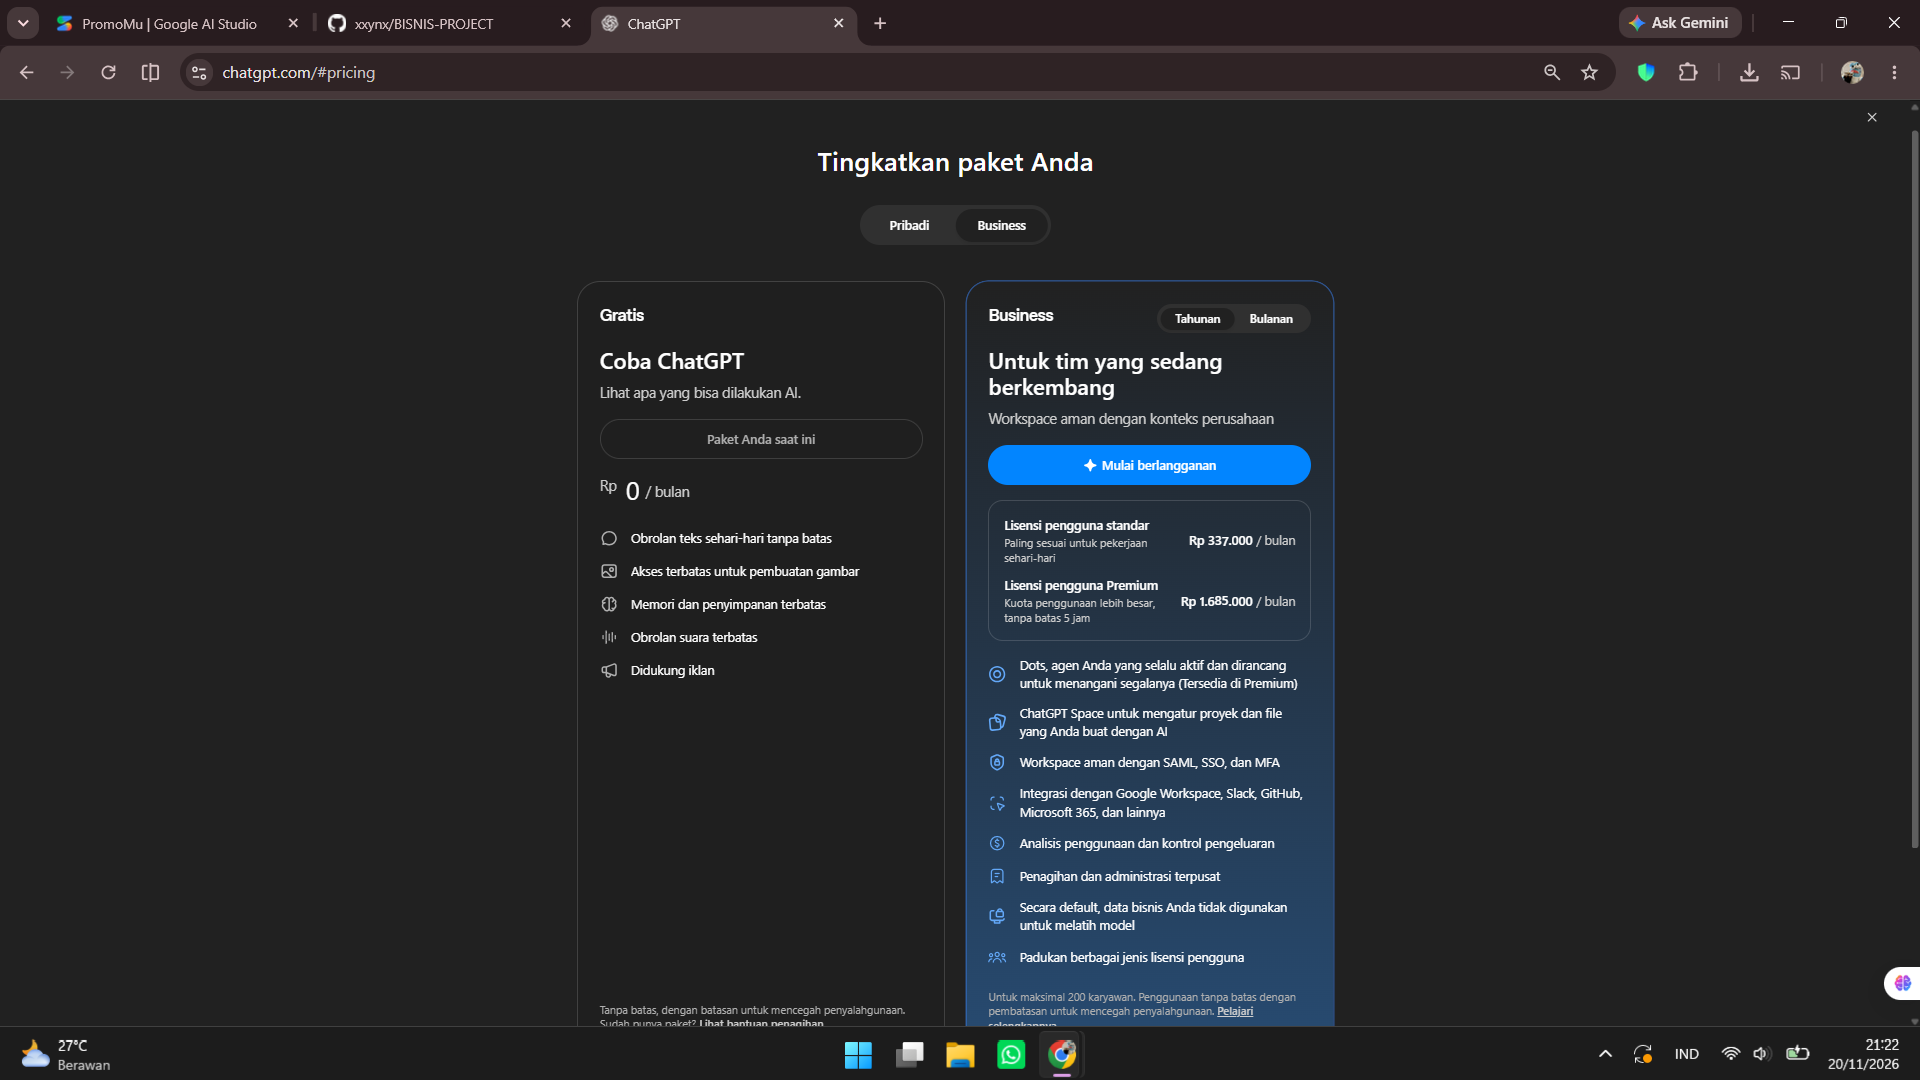 PromoMu | Google AI Studio
xxynx/BISNIS-PROJECT
ChatGPT
Ask Gemini
chatgpt.com/#pricing
Tingkatkan paket Anda
Pribadi
Business
Gratis
Coba ChatGPT
Lihat apa yang bisa dilakukan AI.
Paket Anda saat ini
Rp 0 / bulan
Obrolan teks sehari-hari tanpa batas
Akses terbatas untuk pembuatan gambar
Memori dan penyimpanan terbatas
Obrolan suara terbatas
Didukung iklan
Tanpa batas, dengan batasan untuk mencegah penyalahgunaan.
Sudah punya paket? Lihat bantuan penagihan
Business
Tahunan
Bulanan
Untuk tim yang sedang
berkembang
Workspace aman dengan konteks perusahaan
Mulai berlangganan
Lisensi pengguna standar
Paling sesuai untuk pekerjaan
sehari-hari
Rp 337.000 / bulan
Lisensi pengguna Premium
Kuota penggunaan lebih besar,
tanpa batas 5 jam
Rp 1.685.000 / bulan
Dots, agen Anda yang selalu aktif dan dirancang
untuk menangani segalanya (Tersedia di Premium)
ChatGPT Space untuk mengatur proyek dan file
yang Anda buat dengan AI
Workspace aman dengan SAML, SSO, dan MFA
Integrasi dengan Google Workspace, Slack, GitHub,
Microsoft 365, dan lainnya
Analisis penggunaan dan kontrol pengeluaran
Penagihan dan administrasi terpusat
Secara default, data bisnis Anda tidak digunakan
untuk melatih model
Padukan berbagai jenis lisensi pengguna
Untuk maksimal 200 karyawan. Penggunaan tanpa batas dengan
pembatasan untuk mencegah penyalahgunaan. Pelajari
selengkapnya
27°C
Berawan
IND
21:22
20/11/2026